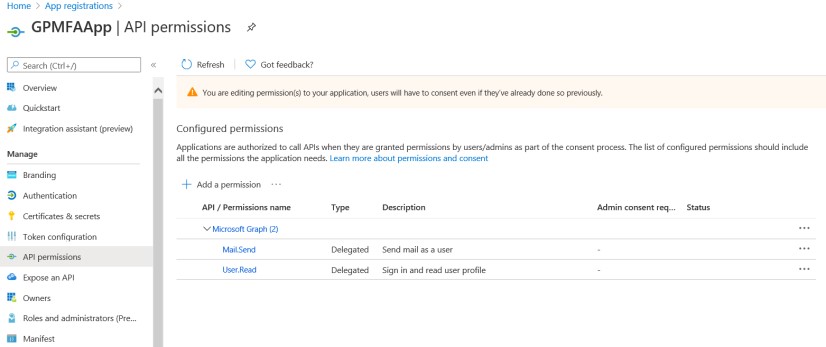 Home > App registrations >
GPMFAApp | API permissions
Search (Ctrl+/)
«
Overview
Quickstart
Integration assistant (preview)
Manage
Branding
Authentication
Certificates & secrets
Token configuration
API permissions
Expose an API
Owners
Roles and administrators (Pre...
Manifest
Refresh | Got feedback?
You are editing permission(s) to your application, users will have to consent even if they've already done so previously.
Configured permissions
Applications are authorized to call APIs when they are granted permissions by users/admins as part of the consent process. The list of configured permissions should include
all the permissions the application needs. Learn more about permissions and consent
+ Add a permission ...
API / Permissions name Type Description Admin consent req... Status
Microsoft Graph (2) ...
Mail.Send Delegated Send mail as a user - ...
User.Read Delegated Sign in and read user profile - ...